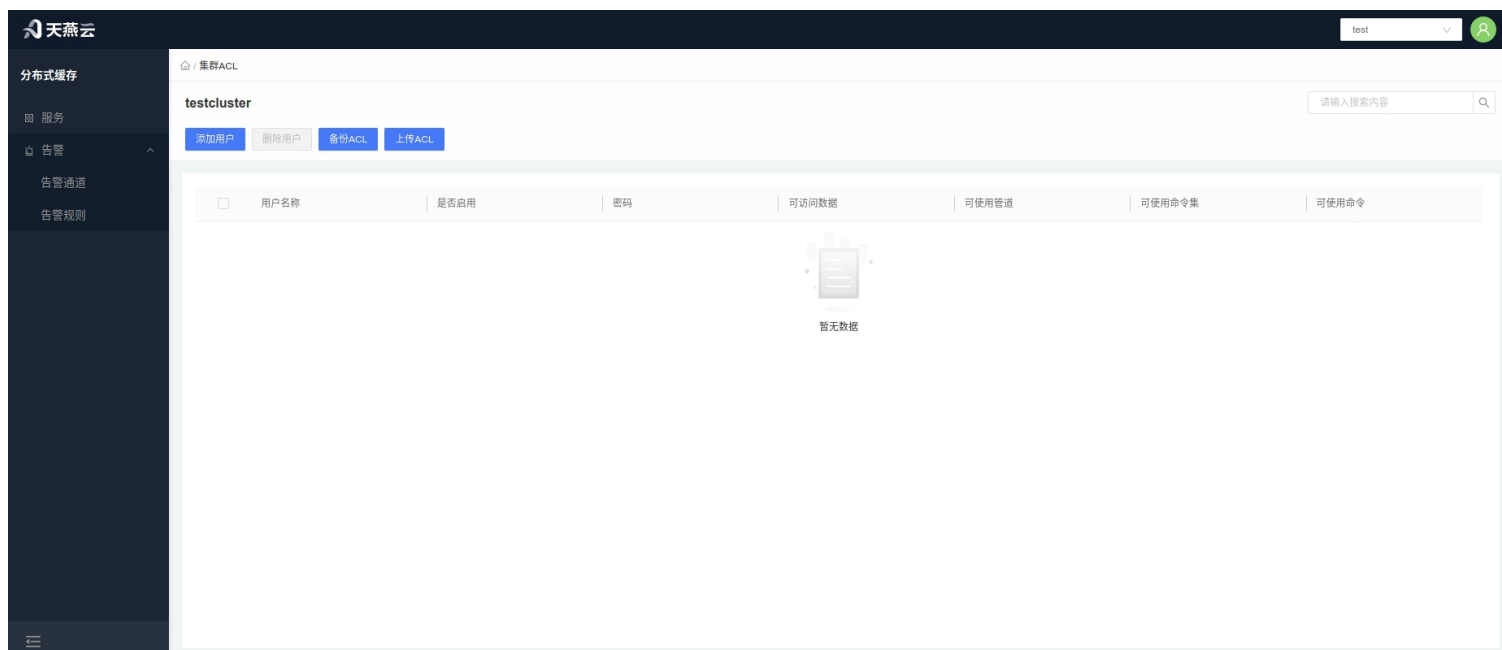 天燕云
test
分布式缓存
服务
告警
告警通道
告警规则
/ 集群ACL
testcluster
请输入搜索内容
添加用户 删除用户 备份ACL 上传ACL
用户名称 是否启用 密码 可访问数据 可使用管道 可使用命令集 可使用命令
暂无数据